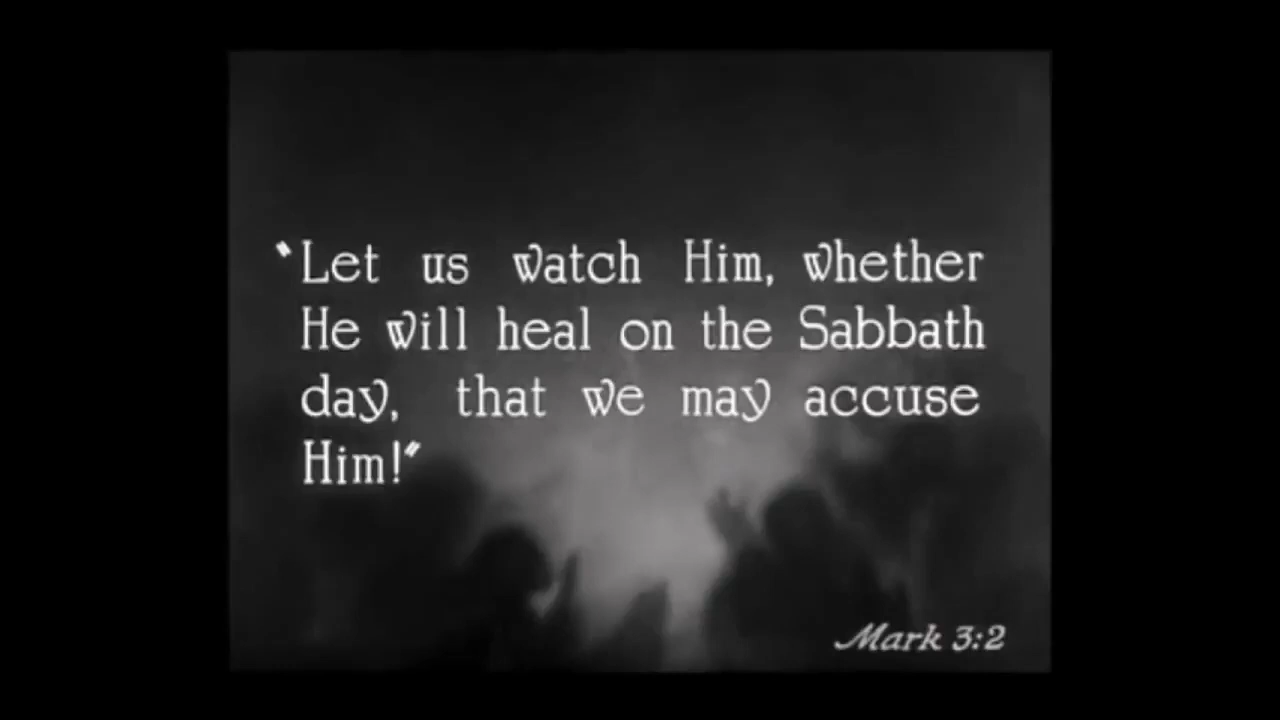 "Let us watch Him, whether
He will heal on the Sabbath
day, that we may accuse
Him!"
Mark 3:2